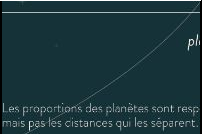 pl
Les proportions des planètes sont resp
mais pas les distances qui les séparent.